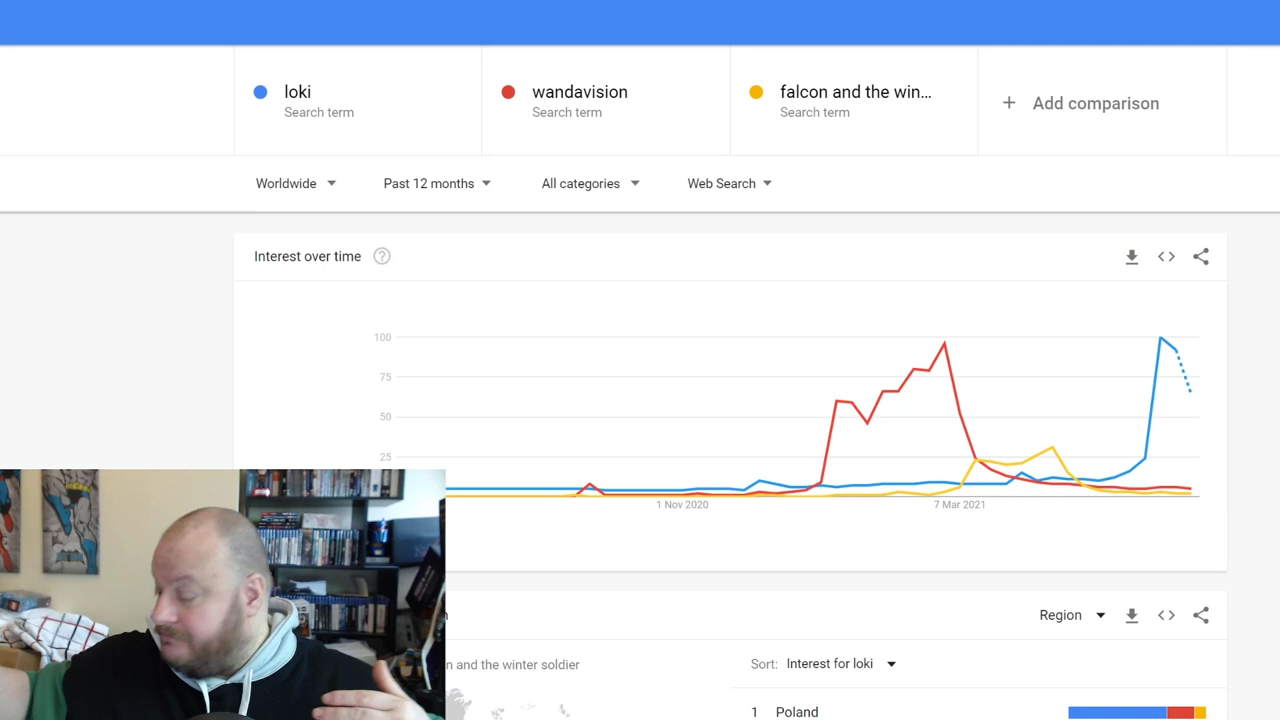 loki
Search term
wandavision
Search term
falcon and the win...
Search term
+ Add comparison
Worldwide
Past 12 months
All categories
Web Search
Interest over time
100
75
50
25
1 Nov 2020
7 Mar 2021
Region
n and the winter soldier
Sort: Interest for loki
1 Poland